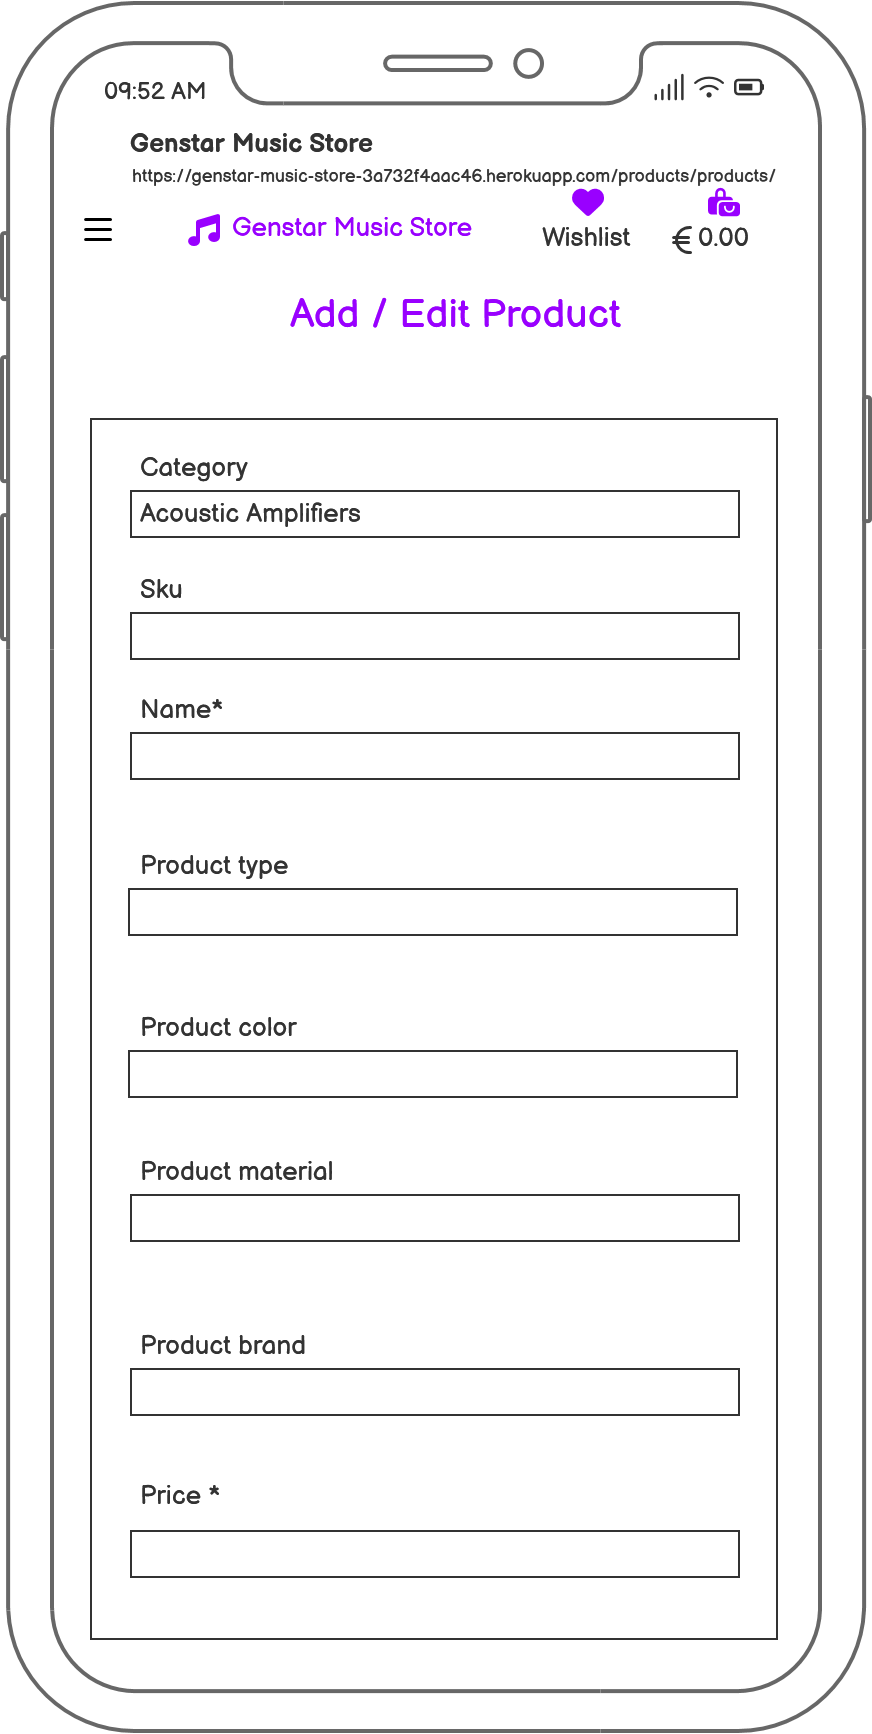 09:52 AM
Genstar Music Store
https://genstar-music-store-3a732f4aac46.herokuapp.com/products/products/
Genstar Music Store
Wishlist
€ 0.00
Add / Edit Product
Category
Acoustic Amplifiers
Sku
Name*
Product type
Product color
Product material
Product brand
Price *